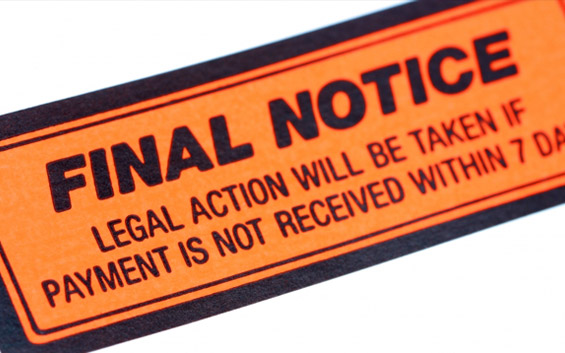 FINAL NOTICE
LEGAL ACTION WILL BE TAKEN IF
PAYMENT IS NOT RECEIVED WITHIN 7 DA